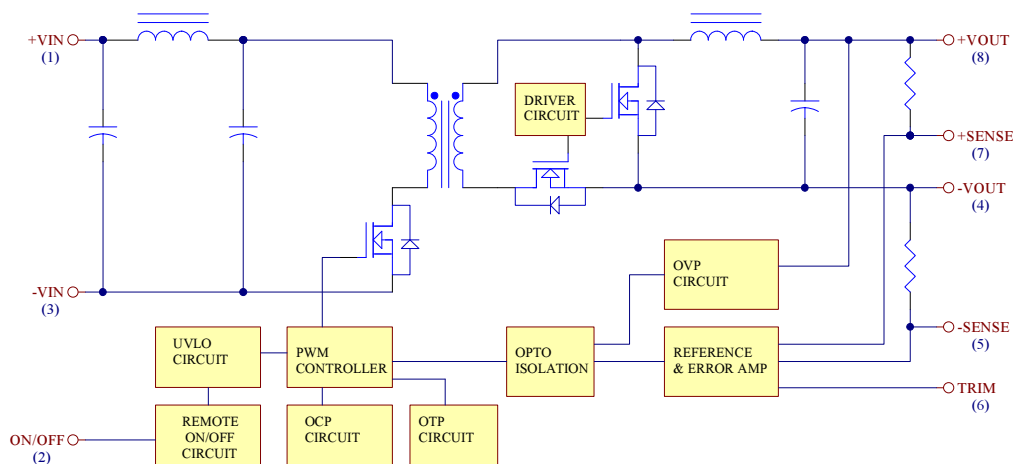 +VIN
(1)
+VOUT
(8)
DRIVER
CIRCUIT
+SENSE
(7)
-VOUT
(4)
OVP
CIRCUIT
-VIN
(3)
UVLO
CIRCUIT
PWM
CONTROLLER
OPTO
ISOLATION
REFERENCE
& ERROR AMP
-SENSE
(5)
TRIM
(6)
ON/OFF
(2)
REMOTE
ON/OFF
CIRCUIT
OCP
CIRCUIT
OTP
CIRCUIT